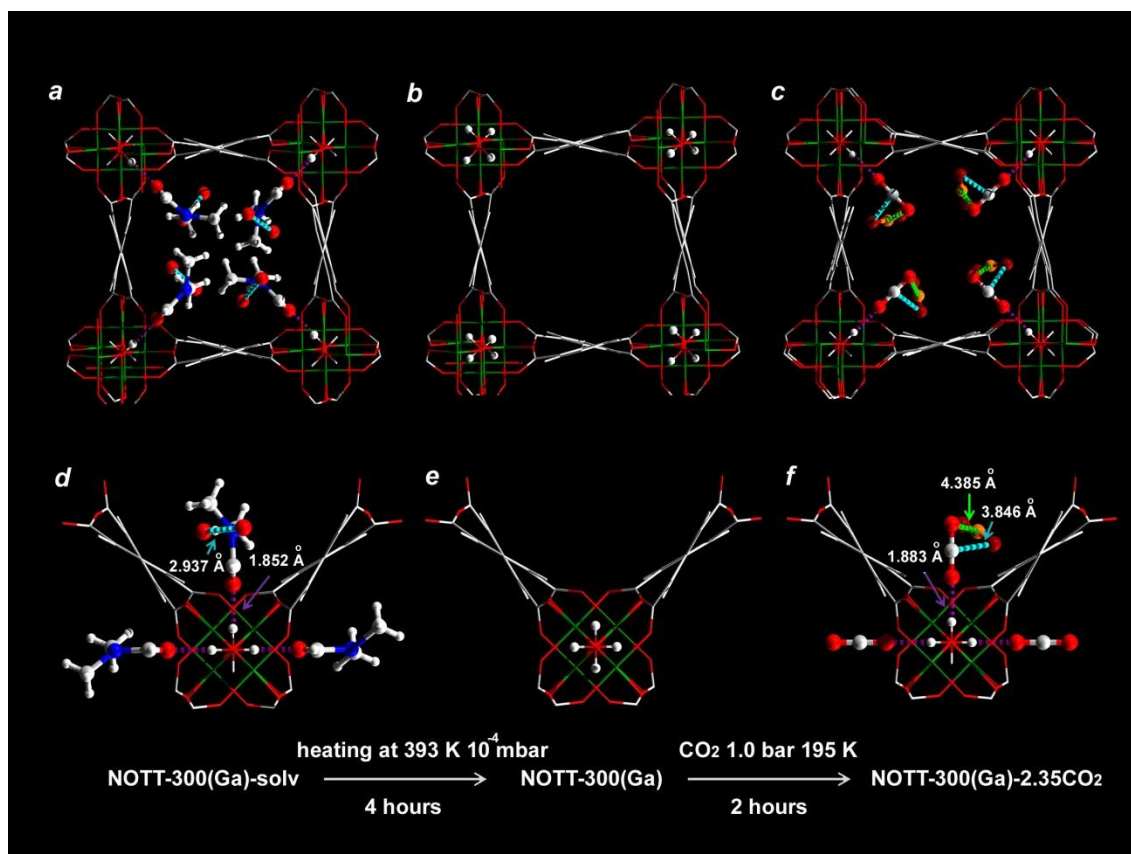 a
b
c
d
2.937 Å
1.852 Å
e
f
4.385 Å
3.846 Å
1.883 Å
heating at 393 K 10⁻⁴ mbar
CO₂ 1.0 bar 195 K
NOTT-300(Ga)-solv
NOTT-300(Ga)
NOTT-300(Ga)-2.35CO₂
4 hours
2 hours